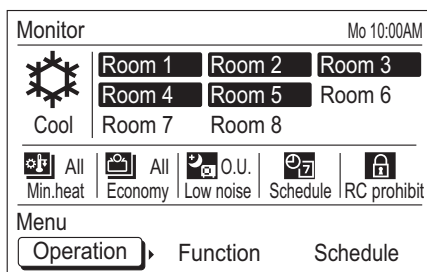 Monitor Mo 10:00AM
Room 1 Room 2 Room 3
Room 4 Room 5 Room 6
Cool Room 7 Room 8
All All O.U. 7
Min.heat Economy Low noise Schedule RC prohibit
Menu
Operation Function Schedule